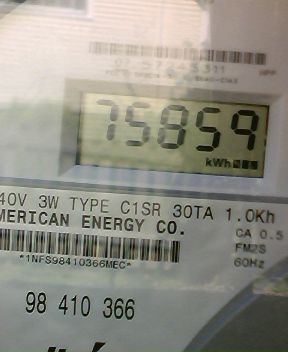 75859
kWh
40V 3W TYPE C1SR 30TA 1.0Kh
MERICAN ENERGY CO.
CA 0.5
*1NFS98410366MEC*
FM2S
60Hz
98 410 366